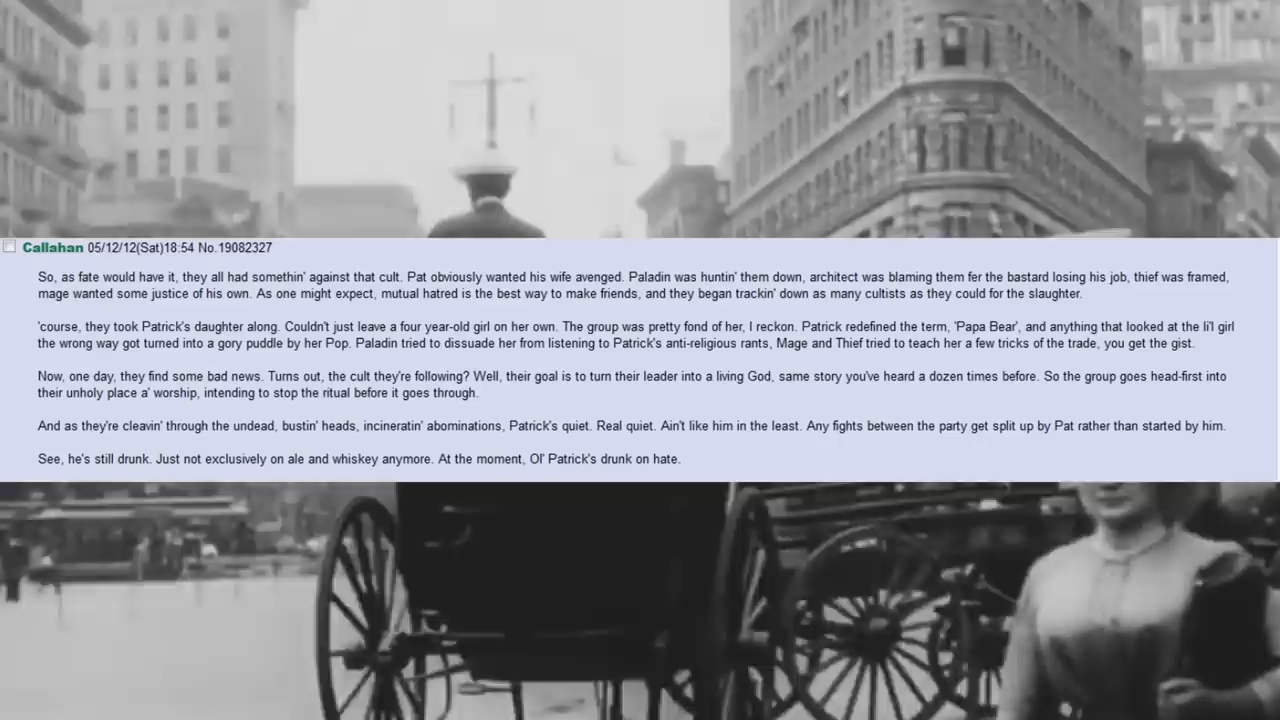 Callahan 05/12/12(Sat)18:54 No.19082327
So, as fate would have it, they all had somethin' against that cult. Pat obviously wanted his wife avenged. Paladin was huntin' them down, architect was blaming them fer the bastard losing his job, thief was framed,
mage wanted some justice of his own. As one might expect, mutual hatred is the best way to make friends, and they began trackin' down as many cultists as they could for the slaughter.
'course, they took Patrick's daughter along. Couldn't just leave a four year-old girl on her own. The group was pretty fond of her, I reckon. Patrick redefined the term, 'Papa Bear', and anything that looked at the li'l girl
the wrong way got turned into a gory puddle by her Pop. Paladin tried to dissuade her from listening to Patrick's anti-religious rants, Mage and Thief tried to teach her a few tricks of the trade, you get the gist.
Now, one day, they find some bad news. Turns out, the cult they're following? Well, their goal is to turn their leader into a living God, same story you've heard a dozen times before. So the group goes head-first into
their unholy place a' worship, intending to stop the ritual before it goes through.
And as they're cleavin' through the undead, bustin' heads, incineratin' abominations, Patrick's quiet. Real quiet. Ain't like him in the least. Any fights between the party get split up by Pat rather than started by him.
See, he's still drunk. Just not exclusively on ale and whiskey anymore. At the moment, Ol' Patrick's drunk on hate.